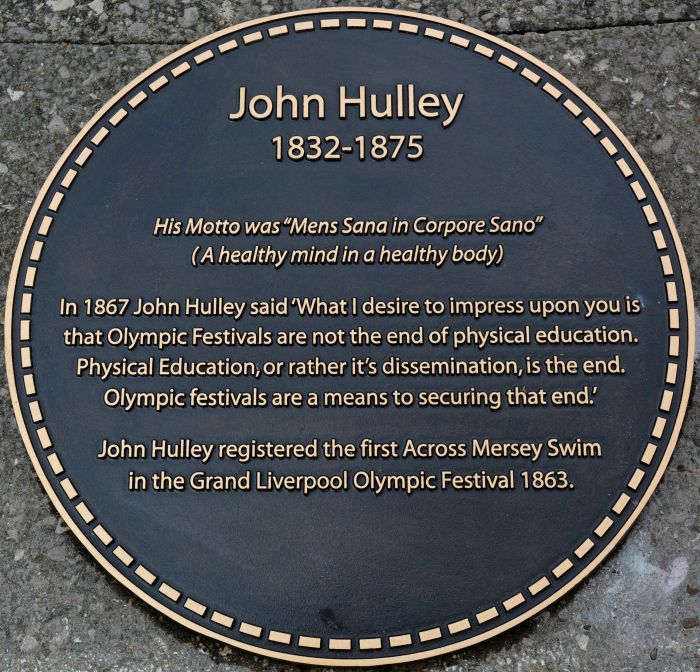 John Hulley
1832-1875
His Motto was "Mens Sana in Corpore Sano"
( A healthy mind in a healthy body)
In 1867 John Hulley said 'What I desire to impress upon you is
that Olympic Festivals are not the end of physical education.
Physical Education, or rather it's dissemination, is the end.
Olympic festivals are a means to securing that end.'
John Hulley registered the first Across Mersey Swim
in the Grand Liverpool Olympic Festival 1863.